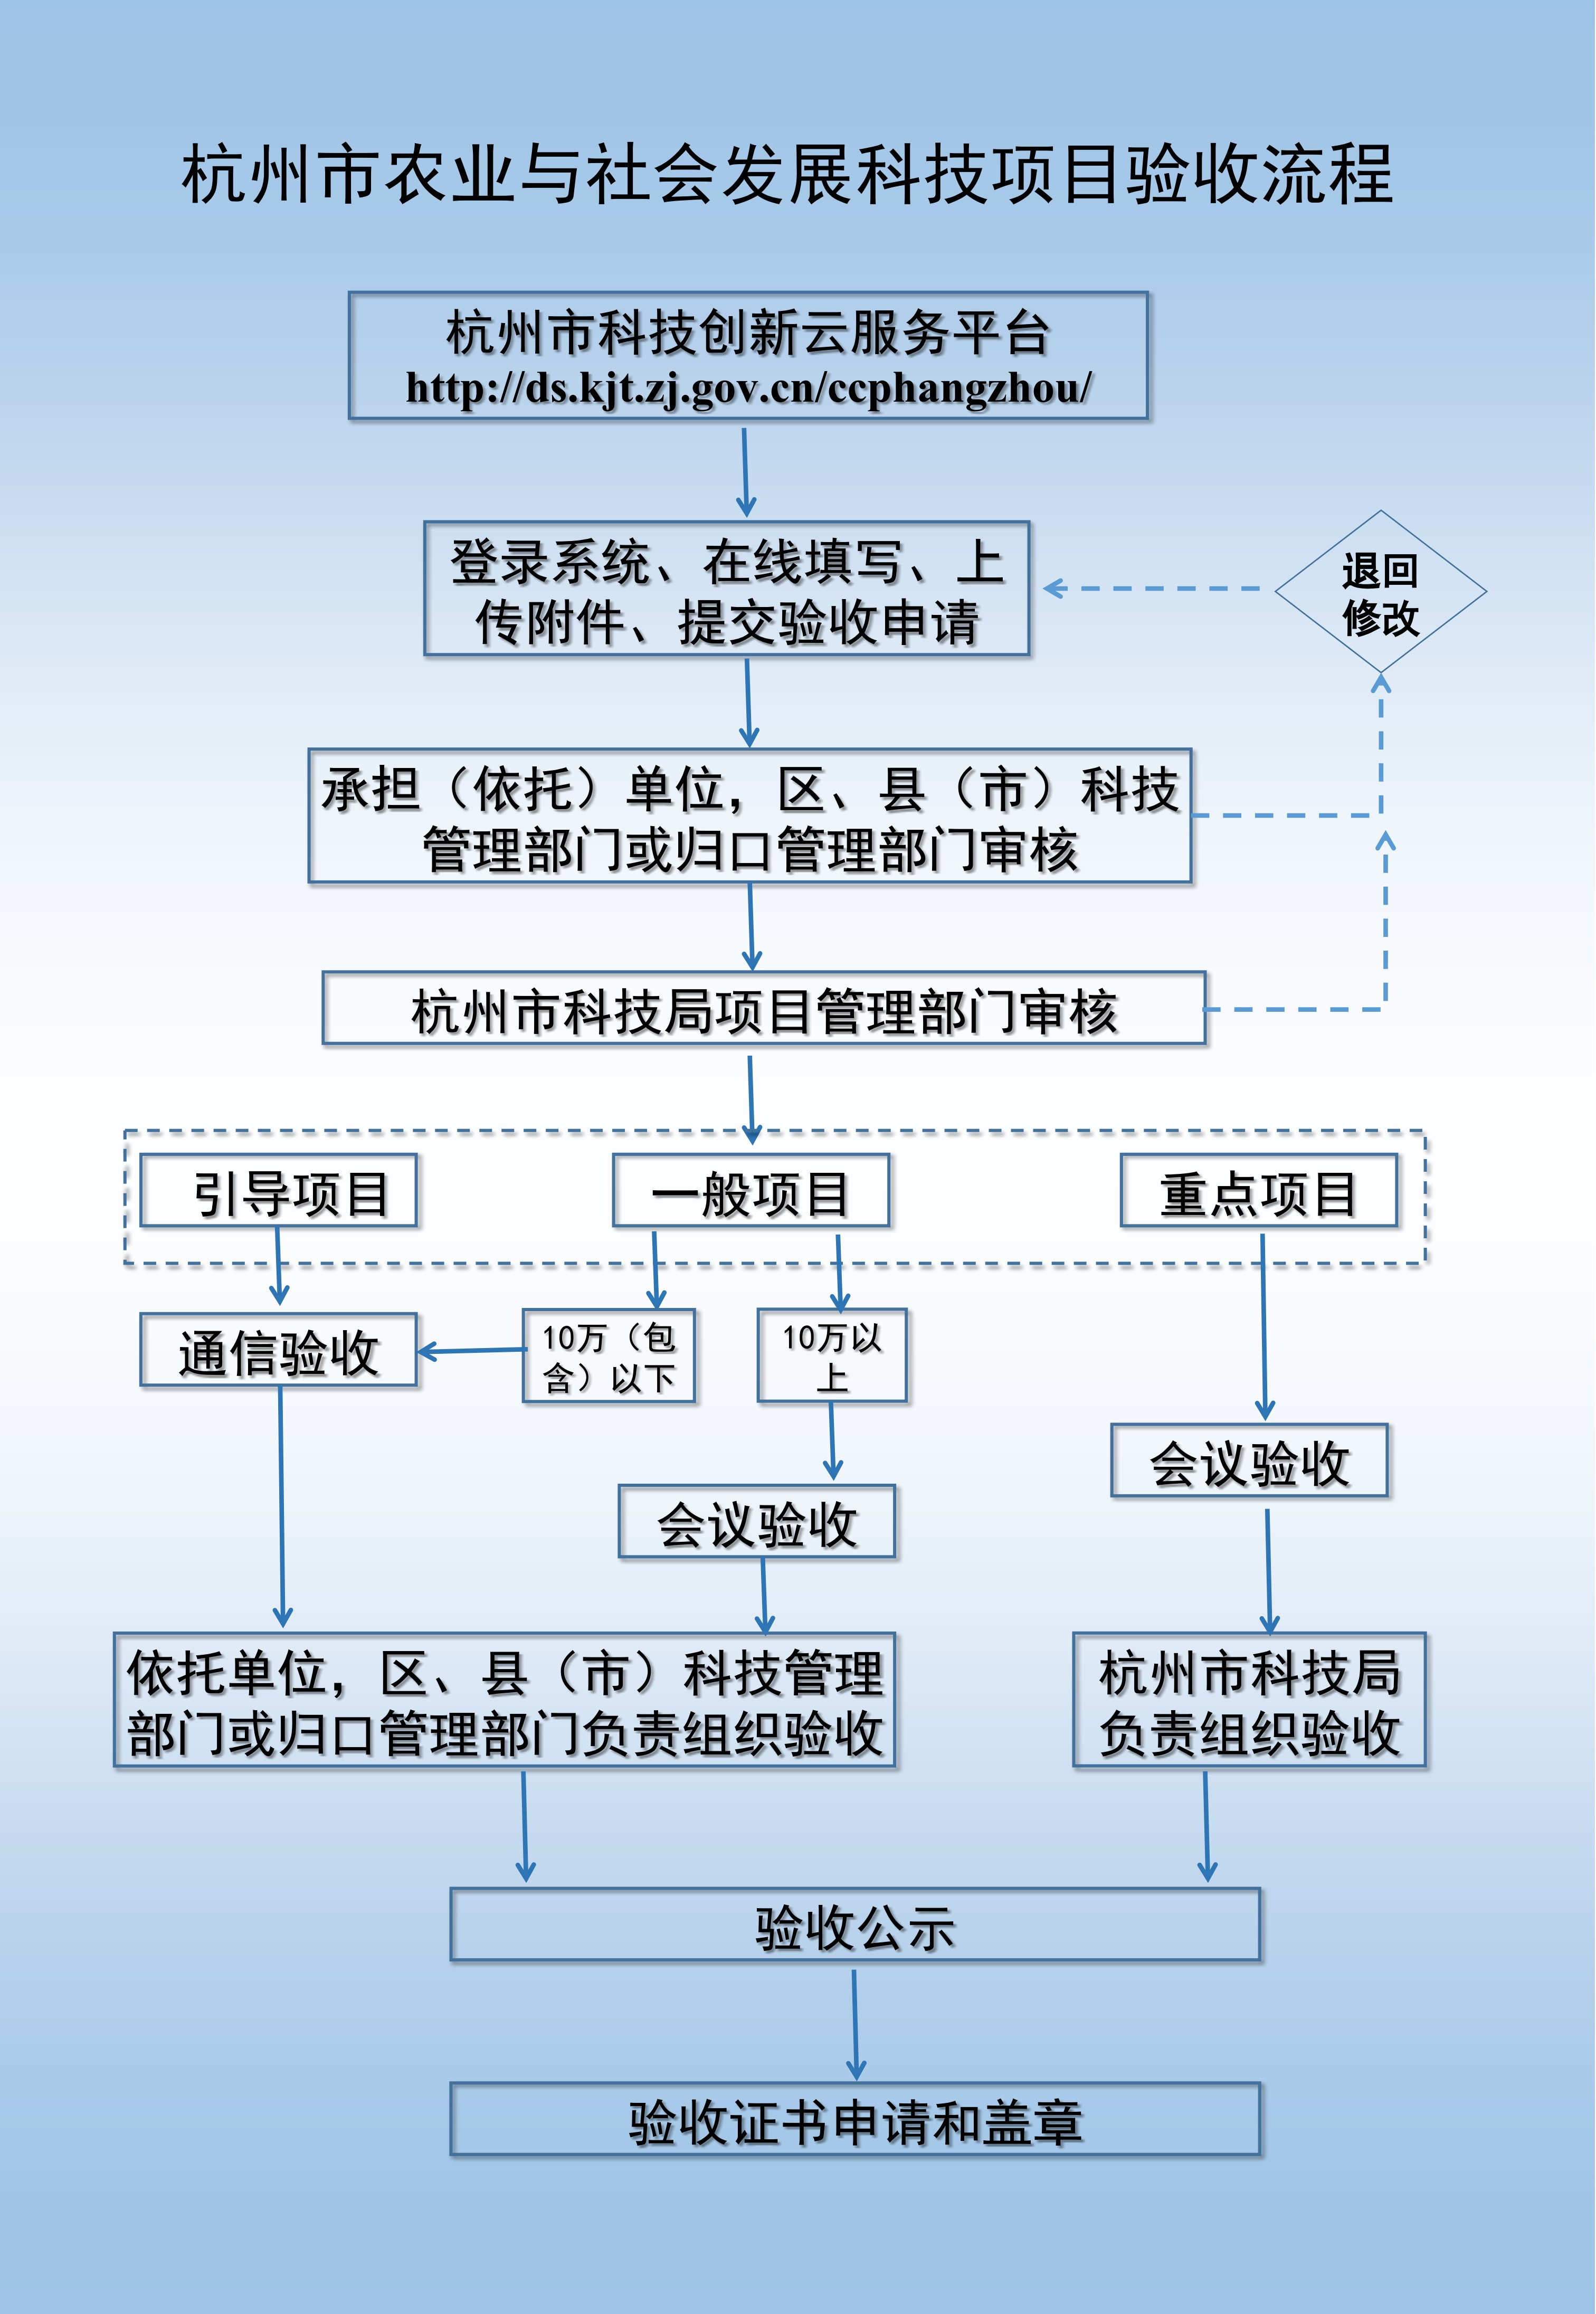 杭州市农业与社会发展科技项目验收流程
杭州市科技创新云服务平台
http://ds.kjt.zj.gov.cn/ccphangzhou/
登录系统、在线填写、上
传附件、提交验收申请
退回
修改
承担（依托）单位，区、县（市）科技
管理部门或归口管理部门审核
杭州市科技局项目管理部门审核
引导项目
一般项目
重点项目
通信验收
10万（包
含）以下
10万以
上
会议验收
会议验收
依托单位，区、县（市）科技管理
部门或归口管理部门负责组织验收
杭州市科技局
负责组织验收
验收公示
验收证书申请和盖章